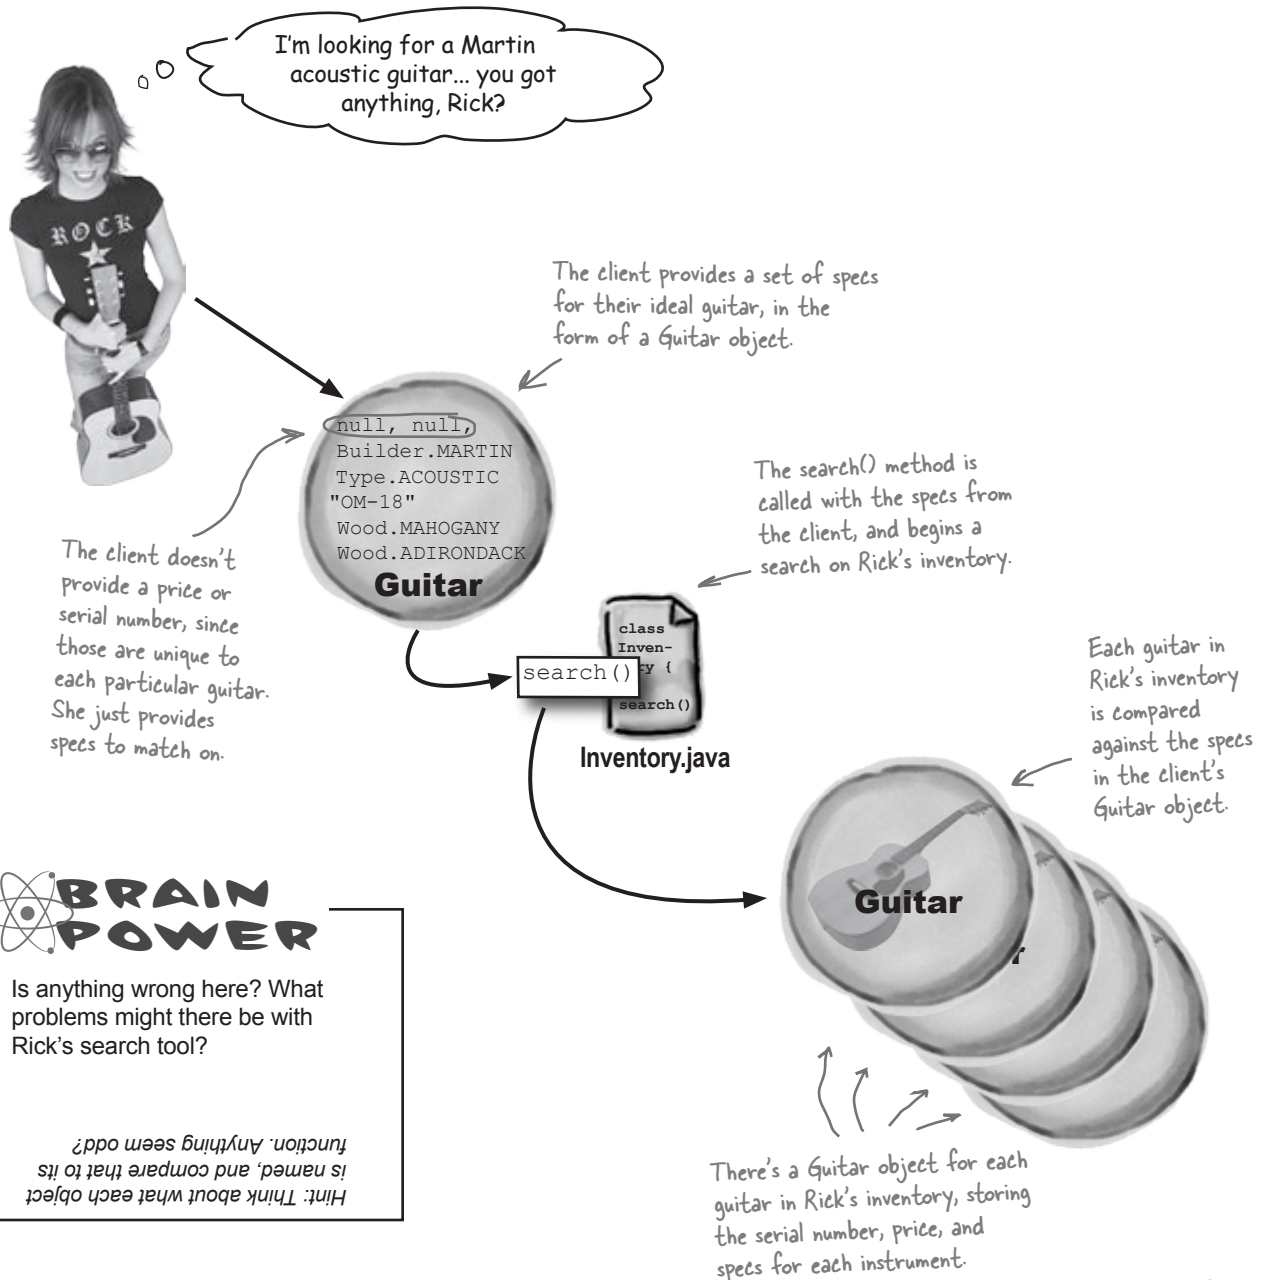 I'm looking for a Martin
acoustic guitar... you got
anything, Rick?
ROCK
The client provides a set of specs
for their ideal guitar, in the
form of a Guitar object.
null, null,
Builder.MARTIN
Type.ACOUSTIC
"OM-18"
Wood.MAHOGANY
Wood.ADIRONDACK
Guitar
The client doesn't
provide a price or
serial number, since
those are unique to
each particular guitar.
She just provides
specs to match on.
The search() method is
called with the specs from
the client, and begins a
search on Rick's inventory.
class
Inven-
ry {
search()
search()
Inventory.java
Each guitar in
Rick's inventory
is compared
against the specs
in the client's
Guitar object.
Guitar
r
BRAIN
POWER
Is anything wrong here? What
problems might there be with
Rick's search tool?
Hint: Think about what each object
is named, and compare that to its
function. Anything seem odd?
There's a Guitar object for each
guitar in Rick's inventory, storing
the serial number, price, and
specs for each instrument.